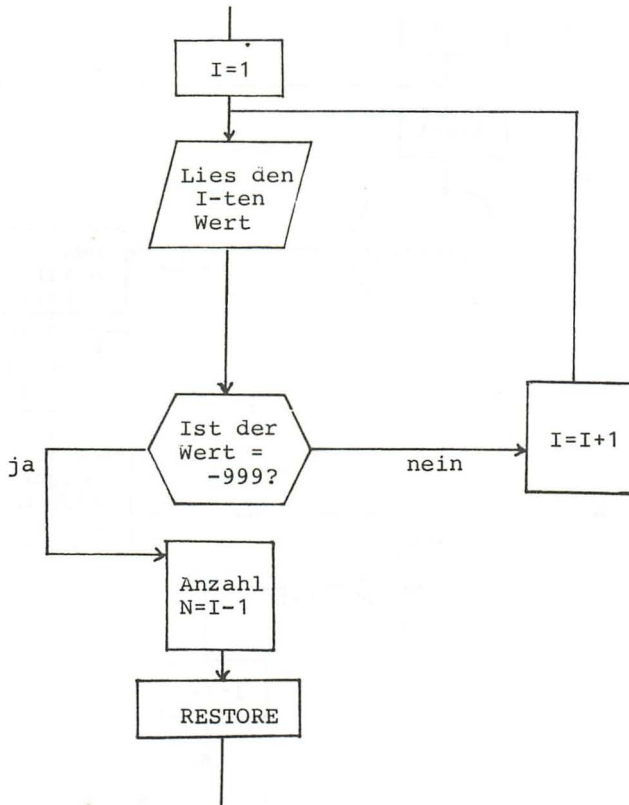 I=1
Lies den
I-ten
Wert
Ist der
Wert =
-999?
ja
nein
I=I+1
Anzahl
N=I-1
RESTORE